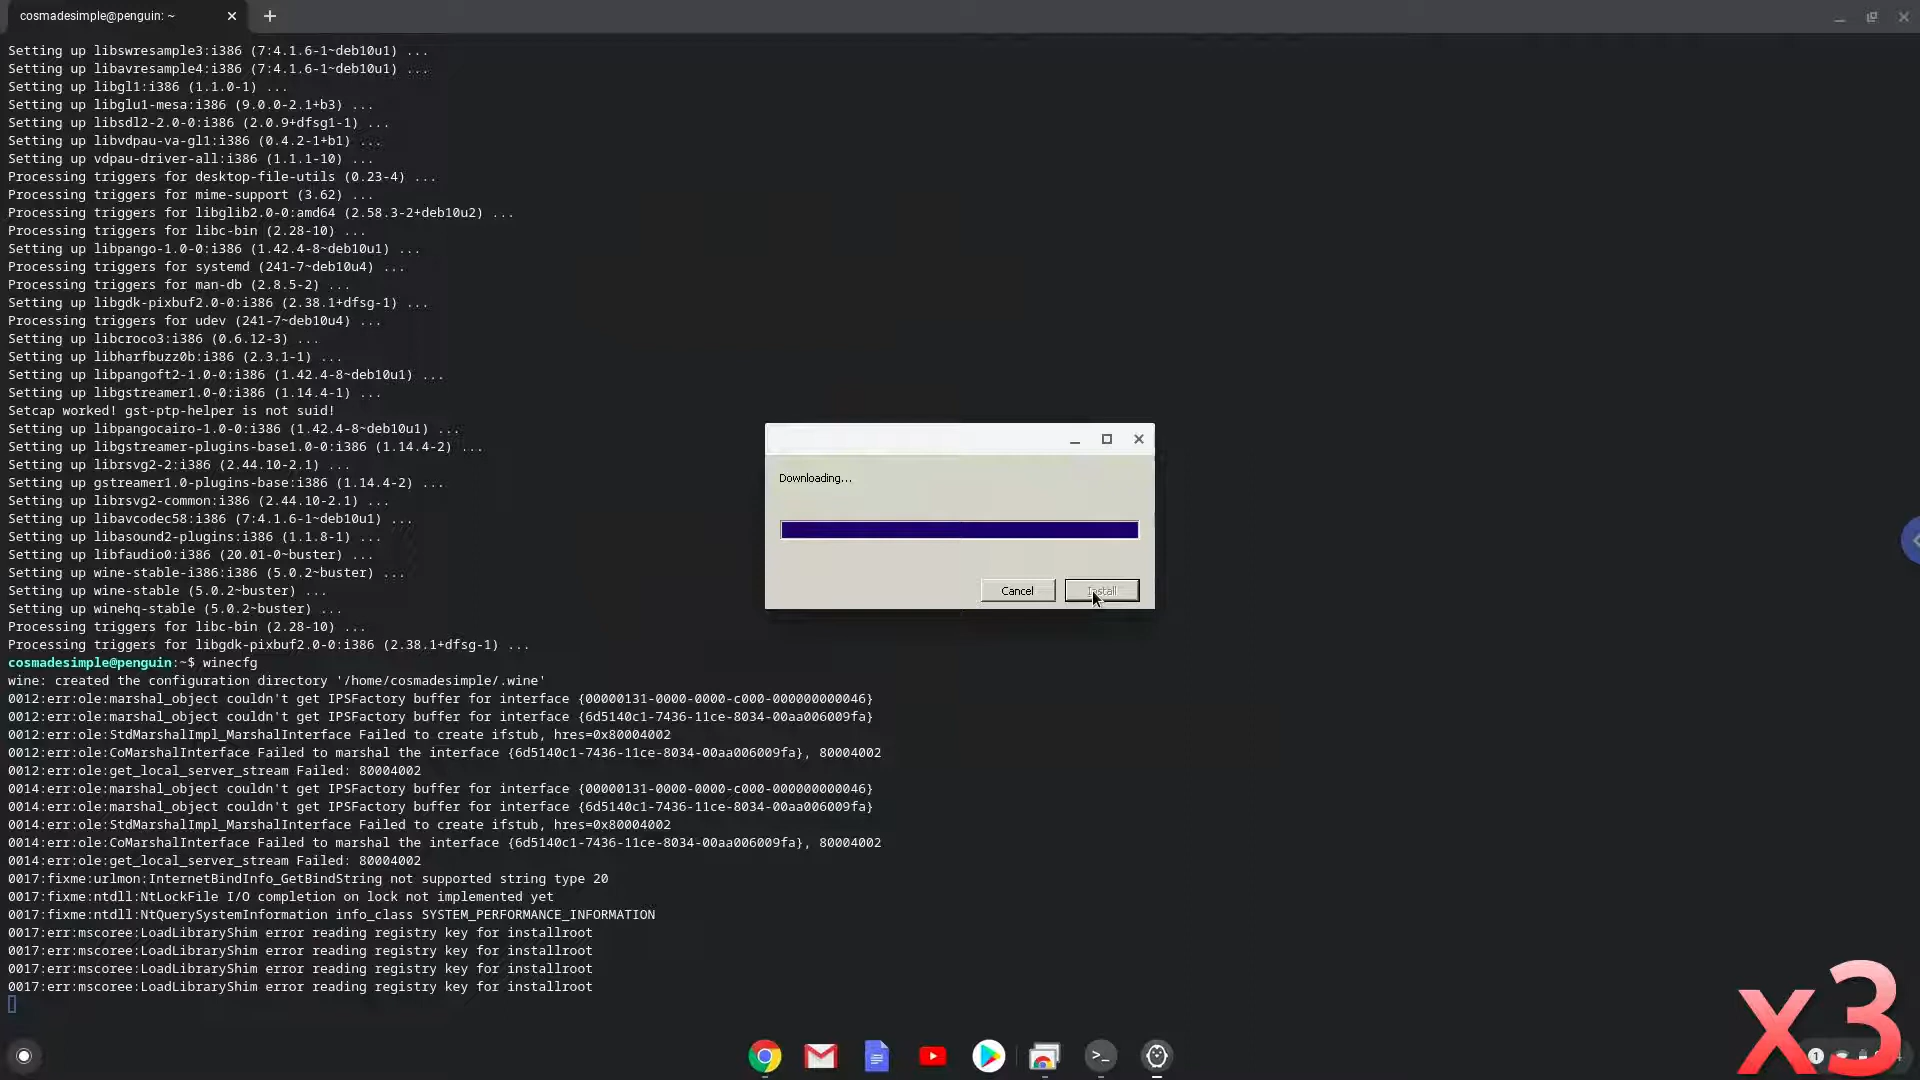 cosmadesimple@penguin: ~
Setting up libswresample3:i386 (7:4.1.6-1~deb10u1) ...
Setting up libavresample4:i386 (7:4.1.6-1~deb10u1) ...
Setting up libgl1:i386 (1.1.0-1) ...
Setting up libglu1-mesa:i386 (9.0.0-2.1+b3) ...
Setting up libsdl2-2.0-0:i386 (2.0.9+dfsg1-1) ...
Setting up libvdpau-va-gl1:i386 (0.4.2-1+b1) ...
Setting up vdpau-driver-all:i386 (1.1.1-10) ...
Processing triggers for desktop-file-utils (0.23-4) ...
Processing triggers for mime-support (3.62) ...
Processing triggers for libglib2.0-0:amd64 (2.58.3-2+deb10u2) ...
Processing triggers for libc-bin (2.28-10) ...
Setting up libpango-1.0-0:i386 (1.42.4-8~deb10u1) ...
Processing triggers for systemd (241-7~deb10u4) ...
Processing triggers for man-db (2.8.5-2) ...
Setting up libgdk-pixbuf2.0-0:i386 (2.38.1+dfsg-1) ...
Processing triggers for udev (241-7~deb10u4) ...
Setting up libcroco3:i386 (0.6.12-3) ...
Setting up libharfbuzz0b:i386 (2.3.1-1) ...
Setting up libpangoft2-1.0-0:i386 (1.42.4-8~deb10u1) ...
Setting up libgstreamer1.0-0:i386 (1.14.4-1) ...
Setcap worked! gst-ptp-helper is not suid!
Setting up libpangocairo-1.0-0:i386 (1.42.4-8~deb10u1) ...
Setting up libgstreamer-plugins-base1.0-0:i386 (1.14.4-2) ...
Setting up librsvg2-2:i386 (2.44.10-2.1) ...
Setting up gstreamer1.0-plugins-base:i386 (1.14.4-2) ...
Setting up librsvg2-common:i386 (2.44.10-2.1) ...
Setting up libavcodec58:i386 (7:4.1.6-1~deb10u1) ...
Setting up libasound2-plugins:i386 (1.1.8-1) ...
Setting up libfaudio0:i386 (20.01-0~buster) ...
Setting up wine-stable-i386:i386 (5.0.2~buster) ...
Setting up wine-stable (5.0.2~buster) ...
Setting up winehq-stable (5.0.2~buster) ...
Processing triggers for libc-bin (2.28-10) ...
Processing triggers for libgdk-pixbuf2.0-0:i386 (2.38.1+dfsg-1) ...
cosmadesimple@penguin:~$ winecfg
wine: created the configuration directory '/home/cosmadesimple/.wine'
0012:err:ole:marshal_object couldn't get IPSFactory buffer for interface {00000131-0000-0000-c000-000000000046}
0012:err:ole:marshal_object couldn't get IPSFactory buffer for interface {6d5140c1-7436-11ce-8034-00aa006009fa}
0012:err:ole:StdMarshalImpl_MarshalInterface Failed to create ifstub, hres=0x80004002
0012:err:ole:CoMarshalInterface Failed to marshal the interface {6d5140c1-7436-11ce-8034-00aa006009fa}, 80004002
0012:err:ole:get_local_server_stream Failed: 80004002
0014:err:ole:marshal_object couldn't get IPSFactory buffer for interface {00000131-0000-0000-c000-000000000046}
0014:err:ole:marshal_object couldn't get IPSFactory buffer for interface {6d5140c1-7436-11ce-8034-00aa006009fa}
0014:err:ole:StdMarshalImpl_MarshalInterface Failed to create ifstub, hres=0x80004002
0014:err:ole:CoMarshalInterface Failed to marshal the interface {6d5140c1-7436-11ce-8034-00aa006009fa}, 80004002
0014:err:ole:get_local_server_stream Failed: 80004002
0017:fixme:urlmon:InternetBindInfo_GetBindString not supported string type 20
0017:fixme:ntdll:NtLockFile I/O completion on lock not implemented yet
0017:fixme:ntdll:NtQuerySystemInformation info_class SYSTEM_PERFORMANCE_INFORMATION
0017:err:mscoree:LoadLibraryShim error reading registry key for installroot
0017:err:mscoree:LoadLibraryShim error reading registry key for installroot
0017:err:mscoree:LoadLibraryShim error reading registry key for installroot
0017:err:mscoree:LoadLibraryShim error reading registry key for installroot
Downloading...
Cancel
Install
x3
1